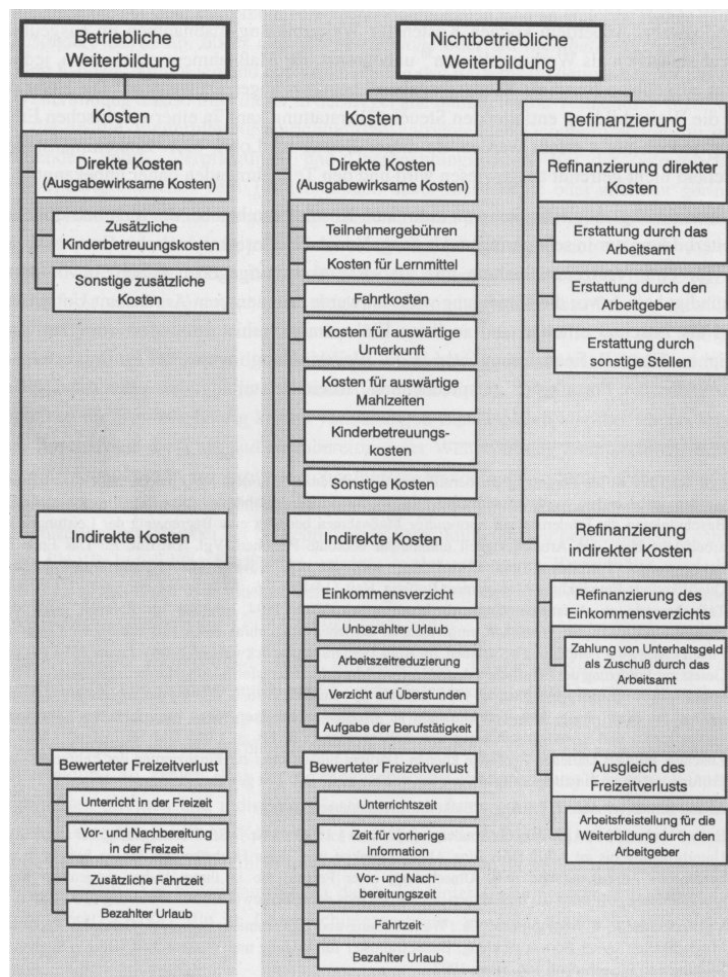 Betriebliche
Weiterbildung
Kosten
Direkte Kosten
(Ausgabewirksame Kosten)
Zusätzliche
Kinderbetreuungskosten
Sonstige zusätzliche
Kosten
Indirekte Kosten
Bewerteter Freizeitverlust
Unterricht in der Freizeit
Vor- und Nachbereitung
in der Freizeit
Zusätzliche Fahrtzeit
Bezahlter Urlaub
Nichtbetriebliche
Weiterbildung
Kosten
Direkte Kosten
(Ausgabewirksame Kosten)
Teilnehmergebühren
Kosten für Lernmittel
Fahrtkosten
Kosten für auswärtige
Unterkunft
Kosten für auswärtige
Mahlzeiten
Kinderbetreuungs-
kosten
Sonstige Kosten
Indirekte Kosten
Einkommensverzicht
Unbezahlter Urlaub
Arbeitszeitreduzierung
Verzicht auf Überstunden
Aufgabe der Berufstätigkeit
Bewerteter Freizeitverlust
Unterrichtszeit
Zeit für vorherige
Information
Vor- und Nach-
bereitungszeit
Fahrtzeit
Bezahlter Urlaub
Refinanzierung
Refinanzierung direkter
Kosten
Erstattung durch das
Arbeitsamt
Erstattung durch den
Arbeitgeber
Erstattung durch
sonstige Stellen
Refinanzierung
indirekter Kosten
Refinanzierung des
Einkommensverzichts
Zahlung von Unterhaltsgeld
als Zuschuß durch das
Arbeitsamt
Ausgleich des
Freizeitverlusts
Arbeitsfreistellung für die
Weiterbildung durch den
Arbeitgeber